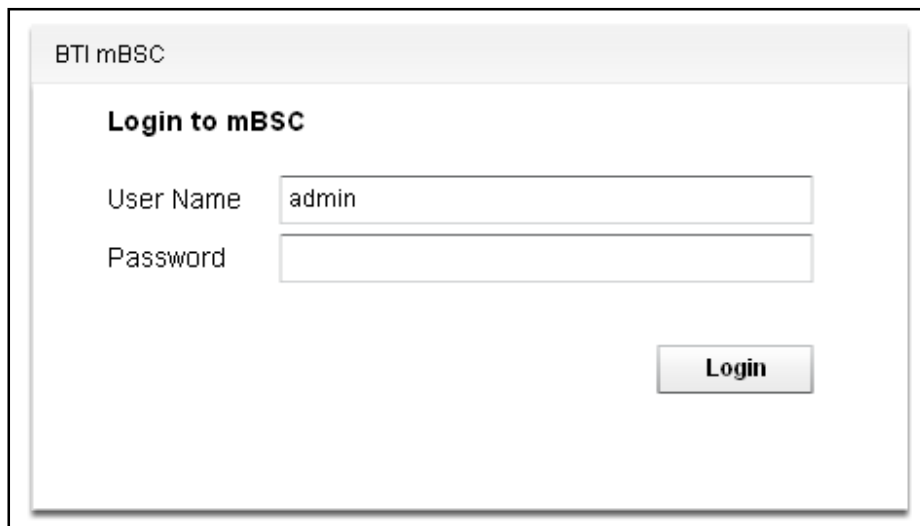 BTI mBSC
Login to mBSC
User Name admin
Password
Login